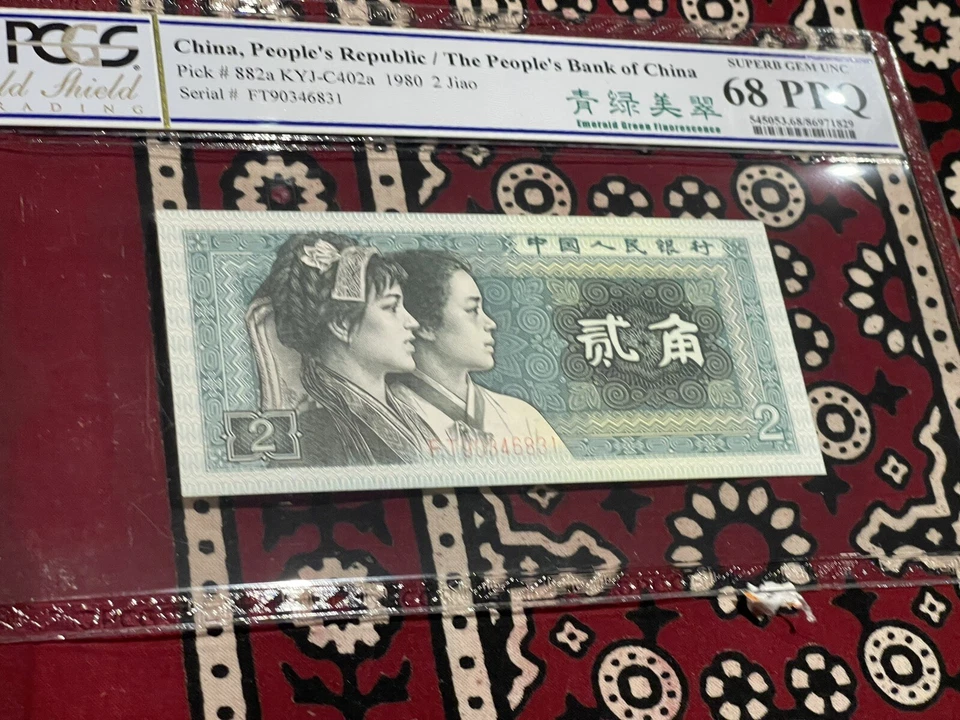 PCGS
ld Shield
RADING
China, People's Republic / The People's Bank of China
Pick # 882a KYJ-C402a 1980 2 Jiao
Serial # FT90346831
青绿美翠
Emerald Green Fluorescence
SUPERB GEM UNC
68 PPQ
545053.68/86971829
中国人民银行
贰角
2
2
FT90346831